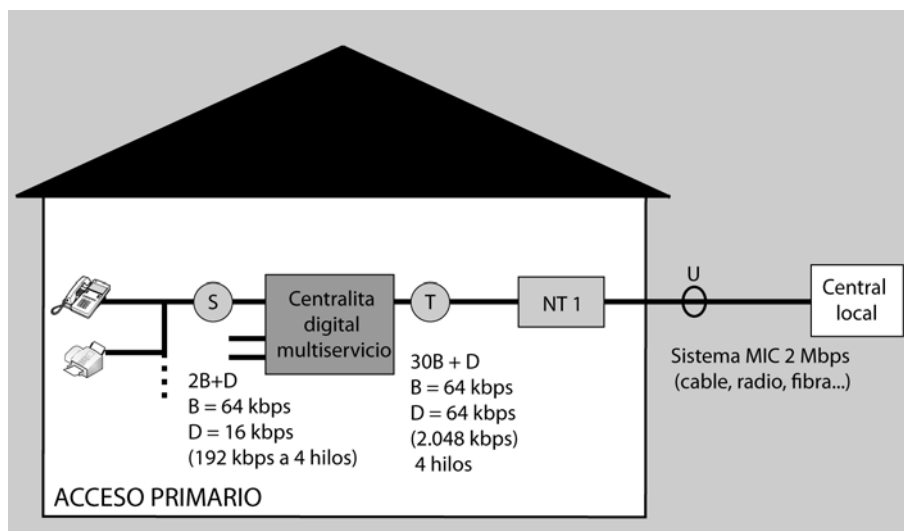 S
Centralita
digital
multiservicio
T
NT 1
U
Central
local
2B+D
B = 64 kbps
D = 16 kbps
(192 kbps a 4 hilos)
30B + D
B = 64 kbps
D = 64 kbps
(2.048 kbps)
4 hilos
Sistema MIC 2 Mbps
(cable, radio, fibra...)
ACCESO PRIMARIO